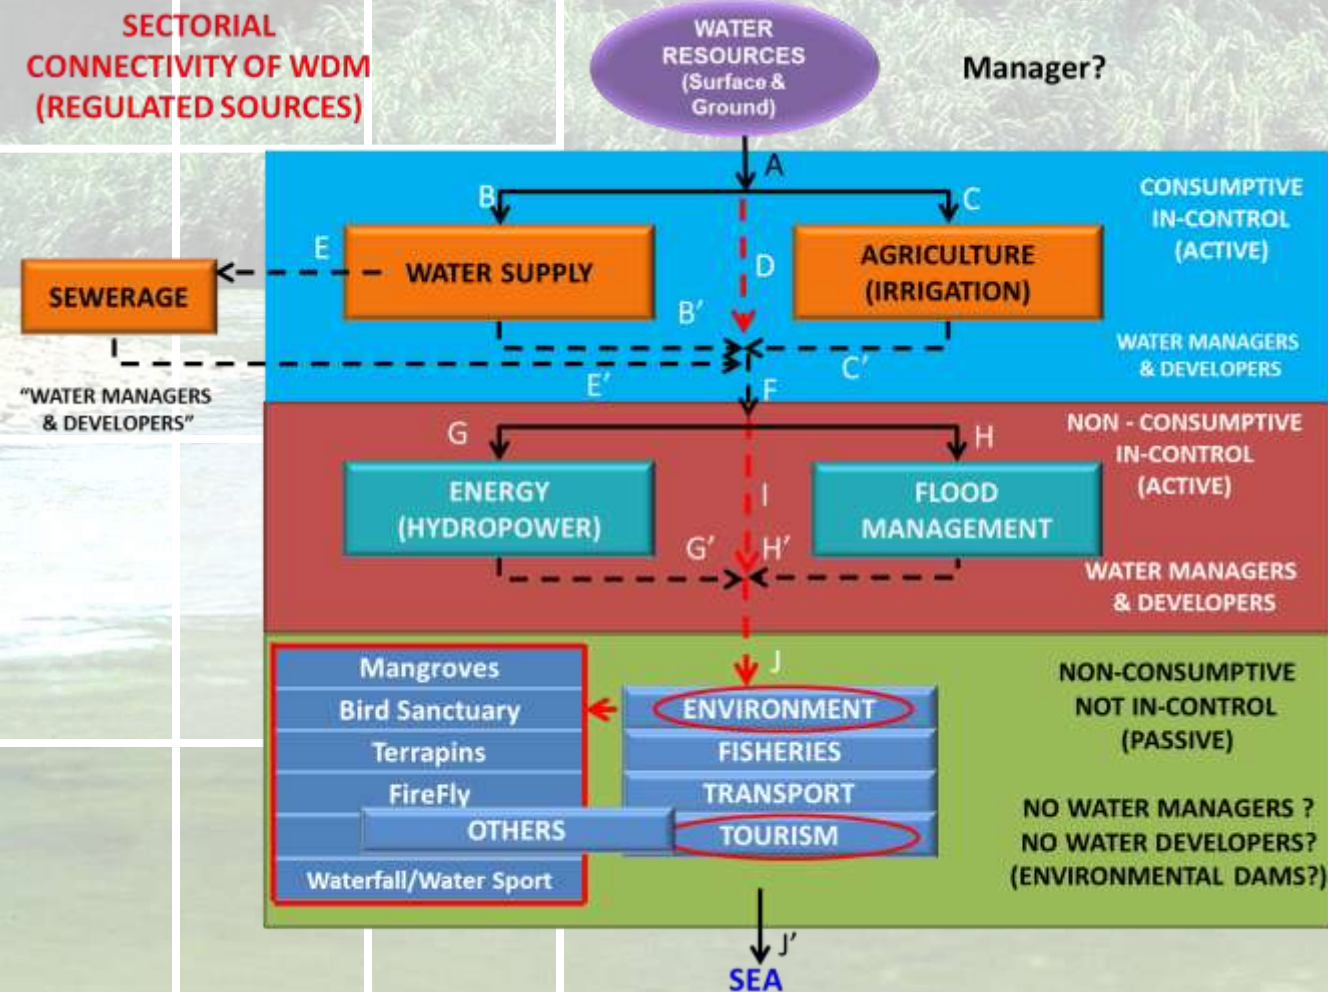 SECTORIAL
CONNECTIVITY OF WDM
(REGULATED SOURCES)
WATER
RESOURCES
(Surface &
Ground)
Manager?
A
B
C
CONSUMPTIVE
IN-CONTROL
(ACTIVE)
E
WATER SUPPLY
D
AGRICULTURE
(IRRIGATION)
SEWERAGE
B′
WATER MANAGERS
& DEVELOPERS
C′
E′
F
“WATER MANAGERS
& DEVELOPERS”
G
H
NON - CONSUMPTIVE
IN-CONTROL
(ACTIVE)
ENERGY
(HYDROPOWER)
I
FLOOD
MANAGEMENT
G′
H′
WATER MANAGERS
& DEVELOPERS
J
Mangroves
Bird Sanctuary
Terrapins
FireFly
OTHERS
Waterfall/Water Sport
ENVIRONMENT
FISHERIES
TRANSPORT
TOURISM
NON-CONSUMPTIVE
NOT IN-CONTROL
(PASSIVE)
NO WATER MANAGERS ?
NO WATER DEVELOPERS?
(ENVIRONMENTAL DAMS?)
J′
SEA